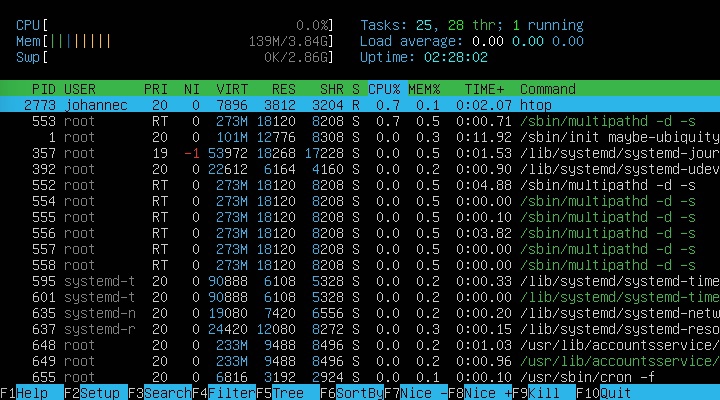 CPU[ 0.0%] Tasks: 25, 28 thr; 1 running
Mem[|||||||| 139M/3.84G] Load average: 0.00 0.00 0.00
Swp[ 0K/2.86G] Uptime: 02:28:02
PID USER PRI NI VIRT RES SHR S CPU% MEM% TIME+ Command
2773 johannec 20 0 7896 3812 3204 R 0.7 0.1 0:02.07 htop
553 root RT 0 273M 18120 8208 S 0.7 0.5 0:00.71 /sbin/multipathd -d -s
1 root 20 0 101M 12776 8308 S 0.0 0.3 0:11.92 /sbin/init maybe-ubiquity
357 root 19 -1 53972 18268 17228 S 0.0 0.5 0:01.53 /lib/systemd/systemd-jour
392 root 20 0 22612 6164 4160 S 0.0 0.2 0:00.90 /lib/systemd/systemd-udev
552 root RT 0 273M 18120 8208 S 0.0 0.5 0:04.88 /sbin/multipathd -d -s
554 root RT 0 273M 18120 8208 S 0.0 0.5 0:00.00 /sbin/multipathd -d -s
555 root RT 0 273M 18120 8208 S 0.0 0.5 0:00.10 /sbin/multipathd -d -s
556 root RT 0 273M 18120 8208 S 0.0 0.5 0:03.82 /sbin/multipathd -d -s
557 root RT 0 273M 18120 8208 S 0.0 0.5 0:00.00 /sbin/multipathd -d -s
558 root RT 0 273M 18120 8208 S 0.0 0.5 0:00.00 /sbin/multipathd -d -s
595 systemd-t 20 0 90888 6108 5328 S 0.0 0.2 0:00.33 /lib/systemd/systemd-time
601 systemd-t 20 0 90888 6108 5328 S 0.0 0.2 0:00.00 /lib/systemd/systemd-time
635 systemd-n 20 0 19080 7420 6556 S 0.0 0.2 0:00.20 /lib/systemd/systemd-netw
637 systemd-r 20 0 24420 12080 8272 S 0.0 0.3 0:00.15 /lib/systemd/systemd-reso
648 root 20 0 233M 9488 8496 S 0.0 0.2 0:01.03 /usr/lib/accountsservice/
649 root 20 0 233M 9488 8496 S 0.0 0.2 0:00.96 /usr/lib/accountsservice/
655 root 20 0 6816 3192 2924 S 0.0 0.1 0:00.10 /usr/sbin/cron -f
F1Help F2Setup F3SearchF4FilterF5Tree F6SortByF7Nice -F8Nice +F9Kill F10Quit